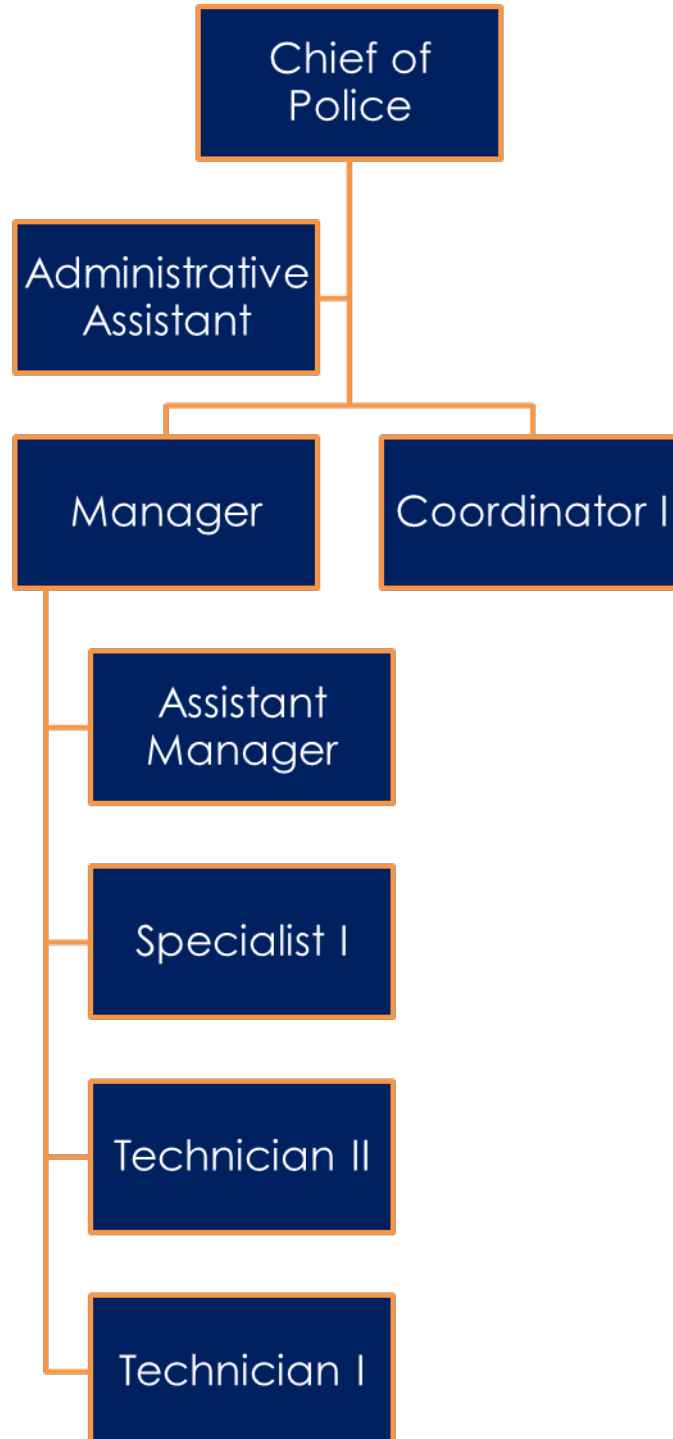 Chief of
Police
Administrative
Assistant
Manager
Coordinator I
Assistant
Manager
Specialist I
Technician II
Technician I